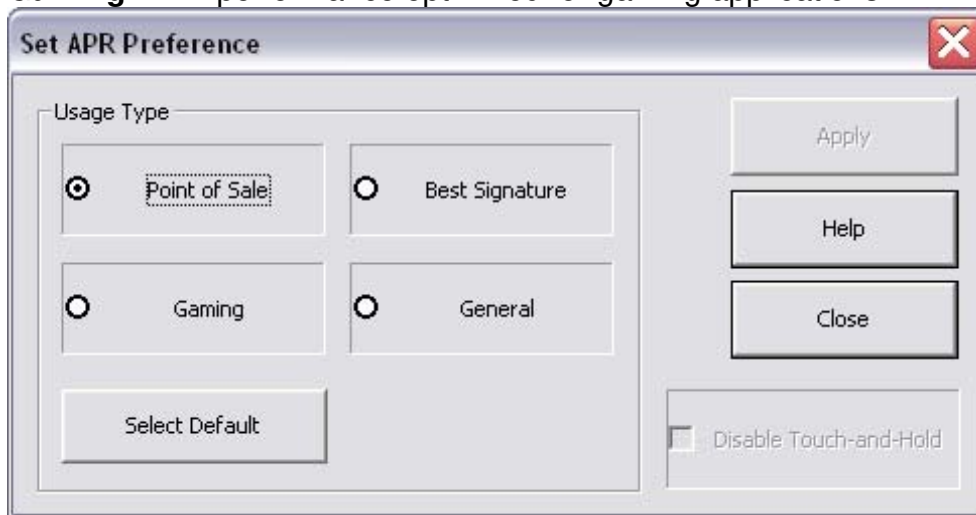 Set APR Preference
Usage Type
Point of Sale
Best Signature
Gaming
General
Select Default
Apply
Help
Close
Disable Touch-and-Hold